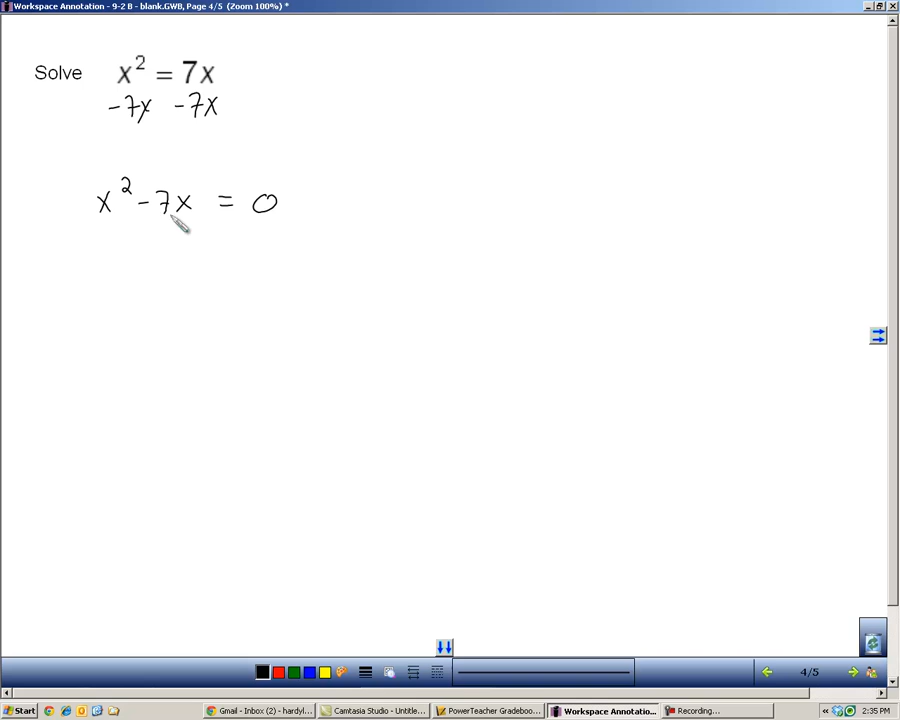 Workspace Annotation - 9-2 B - blank.GWB, Page 4/5 (Zoom 100%) *
Solve x² = 7x
-7x -7x
x² - 7x = 0
4/5
Start
Gmail - Inbox (2) - hardyl...
Camtasia Studio - Untitle...
PowerTeacher Gradeboo...
Workspace Annotatio...
Recording...
2:35 PM